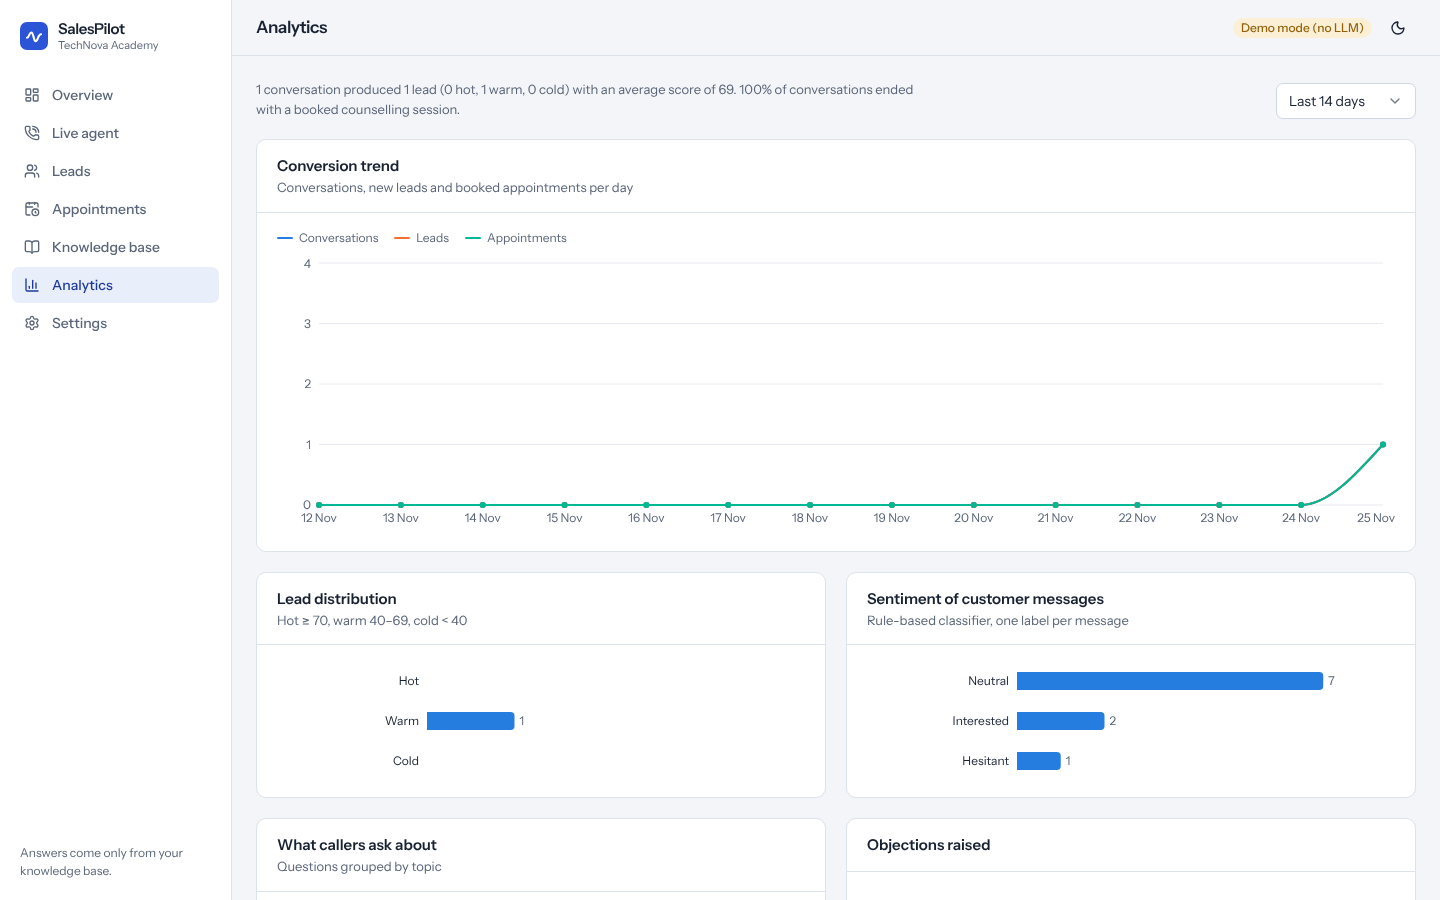 SalesPilot
TechNova Academy
Overview
Live agent
Leads
Appointments
Knowledge base
Analytics
Settings
Answers come only from your
knowledge base.
Analytics
Demo mode (no LLM)
1 conversation produced 1 lead (0 hot, 1 warm, 0 cold) with an average score of 69. 100% of conversations ended
with a booked counselling session.
Last 14 days
Conversion trend
Conversations, new leads and booked appointments per day
Conversations Leads Appointments
4
3
2
1
0
12 Nov 13 Nov 14 Nov 15 Nov 16 Nov 17 Nov 18 Nov 19 Nov 20 Nov 21 Nov 22 Nov 23 Nov 24 Nov 25 Nov
Lead distribution
Hot ≥ 70, warm 40–69, cold < 40
Hot
Warm 1
Cold
Sentiment of customer messages
Rule-based classifier, one label per message
Neutral 7
Interested 2
Hesitant 1
What callers ask about
Questions grouped by topic
Objections raised